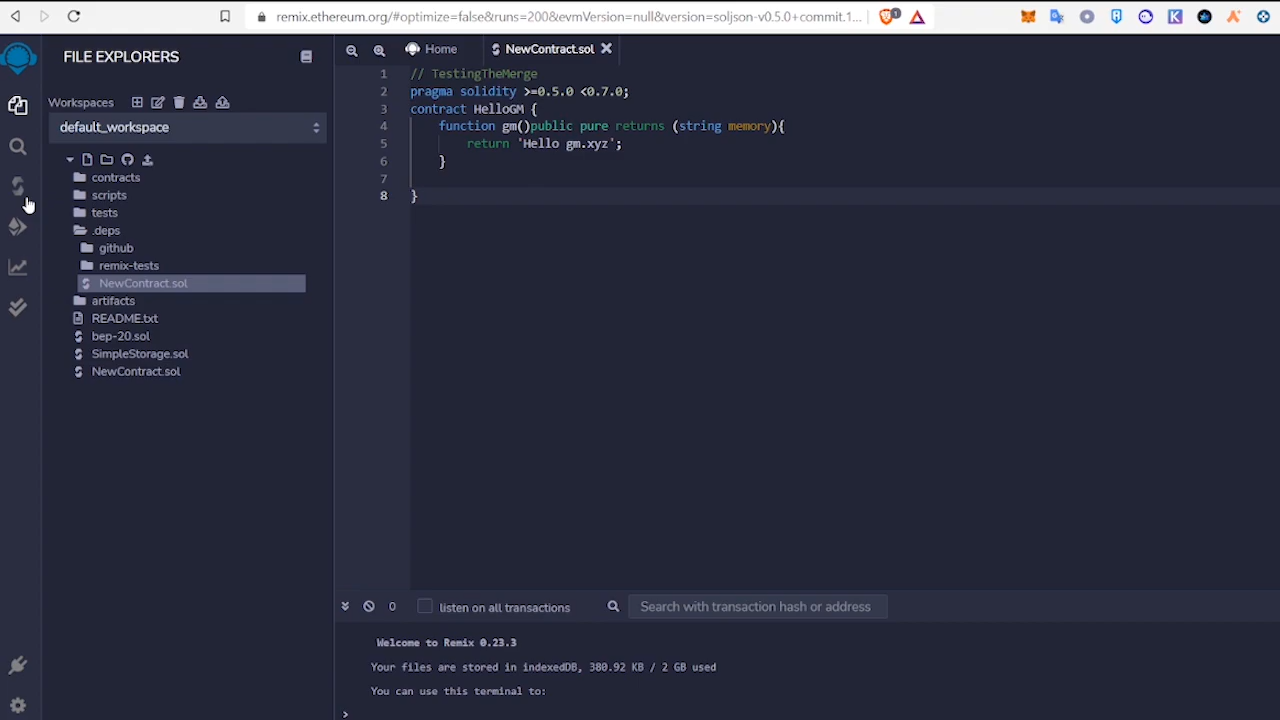 remix.ethereum.org/#optimize=false&runs=200&evmVersion=null&version=soljson-v0.5.0+commit.1...
1
FILE EXPLORERS
Workspaces
default_workspace
contracts
scripts
tests
.deps
github
remix-tests
NewContract.sol
artifacts
README.txt
bep-20.sol
SimpleStorage.sol
NewContract.sol
Home
NewContract.sol
1 // TestingTheMerge
2 pragma solidity >=0.5.0 <0.7.0;
3 contract HelloGM {
4 function gm()public pure returns (string memory){
5 return 'Hello gm.xyz';
6 }
7
8 }
0 listen on all transactions Search with transaction hash or address
Welcome to Remix 0.23.3
Your files are stored in indexedDB, 380.92 KB / 2 GB used
You can use this terminal to:
>